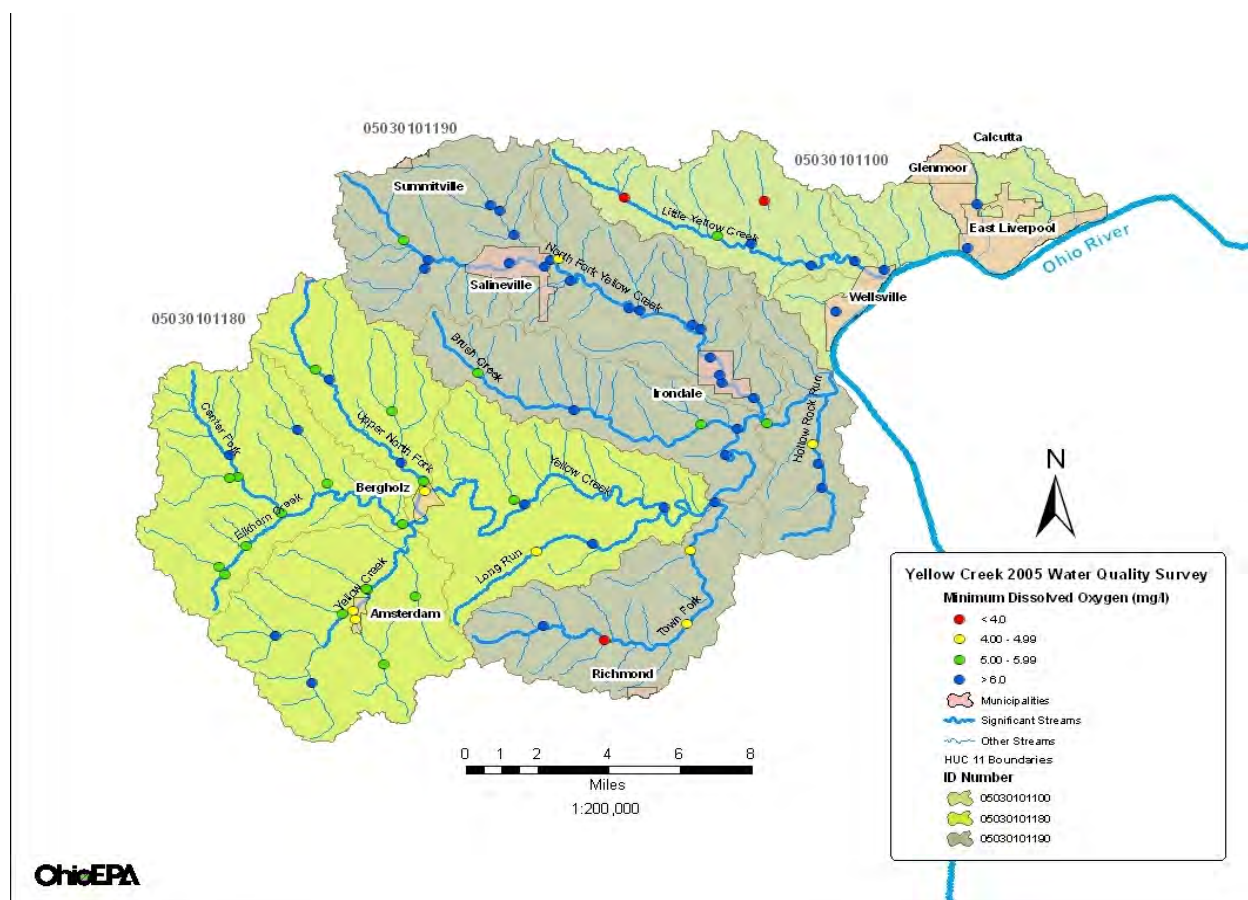 05030101190
Calcutta
05030101100
Glenmoor
Summitville
East Liverpool
Little Yellow Creek
Ohio River
North Fork Yellow Creek
Salineville
Wellsville
05030101180
Brush Creek
Irondale
Hollow Rock Run
Center Fork
Upper North Fork
Yellow Creek
Bergholz
N
Elkhorn Creek
Long Run
Yellow Creek
Amsterdam
Town Fork
Richmond
Yellow Creek 2005 Water Quality Survey
Minimum Dissolved Oxygen (mg/l)
< 4.0
4.00 - 4.99
5.00 - 5.99
> 6.0
Municipalities
Significant Streams
Other Streams
HUC 11 Boundaries
ID Number
05030101100
05030101180
05030101190
0 1 2 4 6 8
Miles
1:200,000
OhioEPA